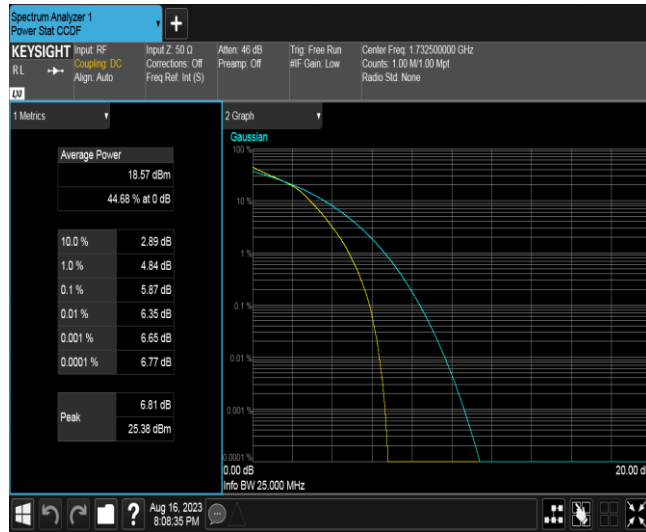 Spectrum Analyzer 1
Power Stat CCDF
KEYSIGHT
RL
LXI
Input: RF
Coupling: DC
Align: Auto
Input Z: 50 Ω
Corrections: Off
Freq Ref: Int (S)
Atten: 46 dB
Preamp: Off
Trig: Free Run
#IF Gain: Low
Center Freq: 1.732500000 GHz
Counts: 1.00 M/1.00 Mpt
Radio Std: None
1 Metrics
Average Power
18.57 dBm
44.68 % at 0 dB
10.0 % 2.89 dB
1.0 % 4.84 dB
0.1 % 5.87 dB
0.01 % 6.35 dB
0.001 % 6.65 dB
0.0001 % 6.77 dB
Peak
6.81 dB
25.38 dBm
2 Graph
Gaussian
100 %
10 %
1 %
0.1 %
0.01 %
0.001 %
0.0001 %
0.00 dB
20.00 d
Info BW 25.000 MHz
?
Aug 16, 2023
8:08:35 PM